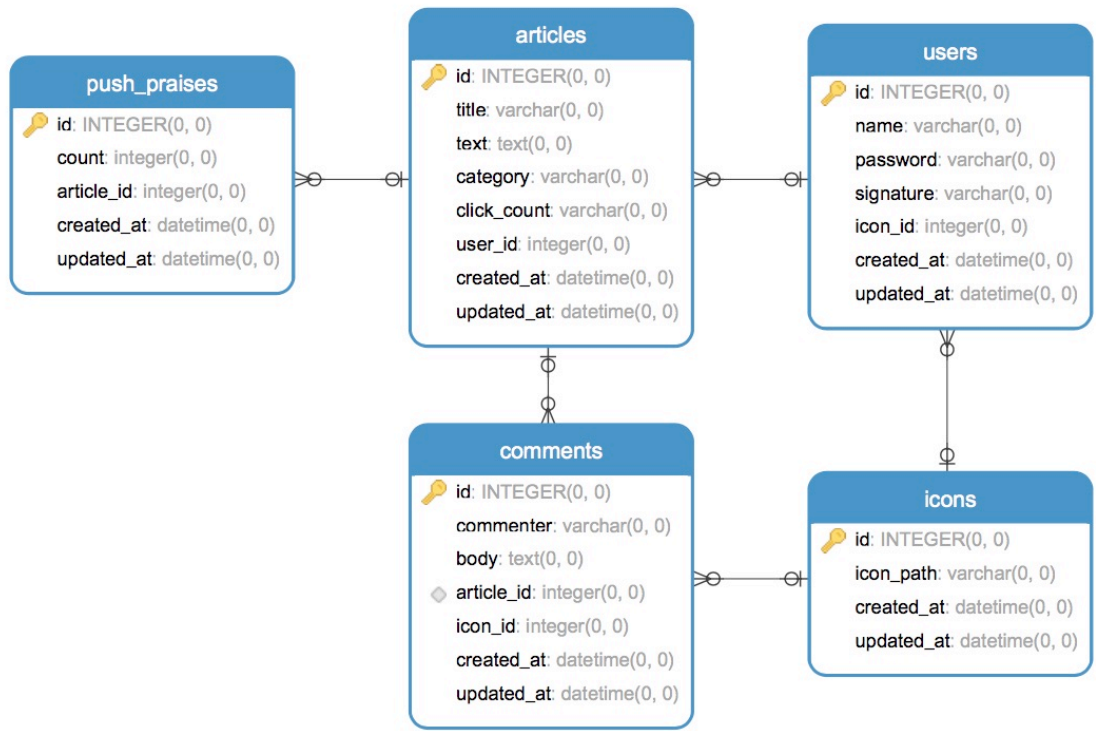 push_praises
id: INTEGER(0, 0)
count: integer(0, 0)
article_id: integer(0, 0)
created_at: datetime(0, 0)
updated_at: datetime(0, 0)
articles
id: INTEGER(0, 0)
title: varchar(0, 0)
text: text(0, 0)
category: varchar(0, 0)
click_count: varchar(0, 0)
user_id: integer(0, 0)
created_at: datetime(0, 0)
updated_at: datetime(0, 0)
users
id: INTEGER(0, 0)
name: varchar(0, 0)
password: varchar(0, 0)
signature: varchar(0, 0)
icon_id: integer(0, 0)
created_at: datetime(0, 0)
updated_at: datetime(0, 0)
comments
id: INTEGER(0, 0)
commenter: varchar(0, 0)
body: text(0, 0)
article_id: integer(0, 0)
icon_id: integer(0, 0)
created_at: datetime(0, 0)
updated_at: datetime(0, 0)
icons
id: INTEGER(0, 0)
icon_path: varchar(0, 0)
created_at: datetime(0, 0)
updated_at: datetime(0, 0)